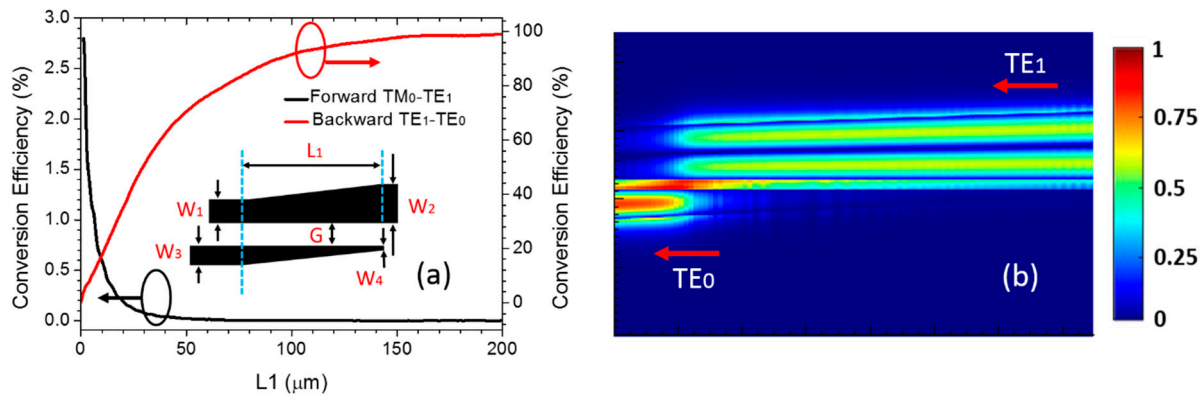 3.0
2.5
2.0
1.5
1.0
0.5
0.0
Conversion Efficiency (%)
100
80
60
40
20
0
Conversion Efficiency (%)
Forward TM0-TE1
Backward TE1-TE0
L1
W1
W2
G
W3
W4
(a)
0
50
100
150
200
L1 (μm)
TE1
TE0
(b)
1
0.75
0.5
0.25
0